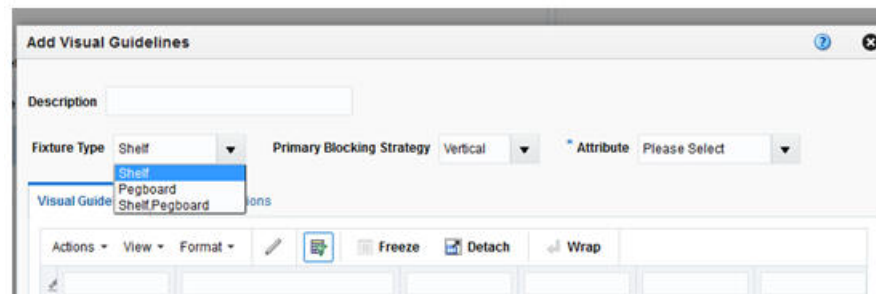 Add Visual Guidelines
Description
Fixture Type Shelf Primary Blocking Strategy Vertical * Attribute Please Select
Shelf
Pegboard
Shelf,Pegboard
Visual Guide ions
Actions View Format Freeze Detach Wrap